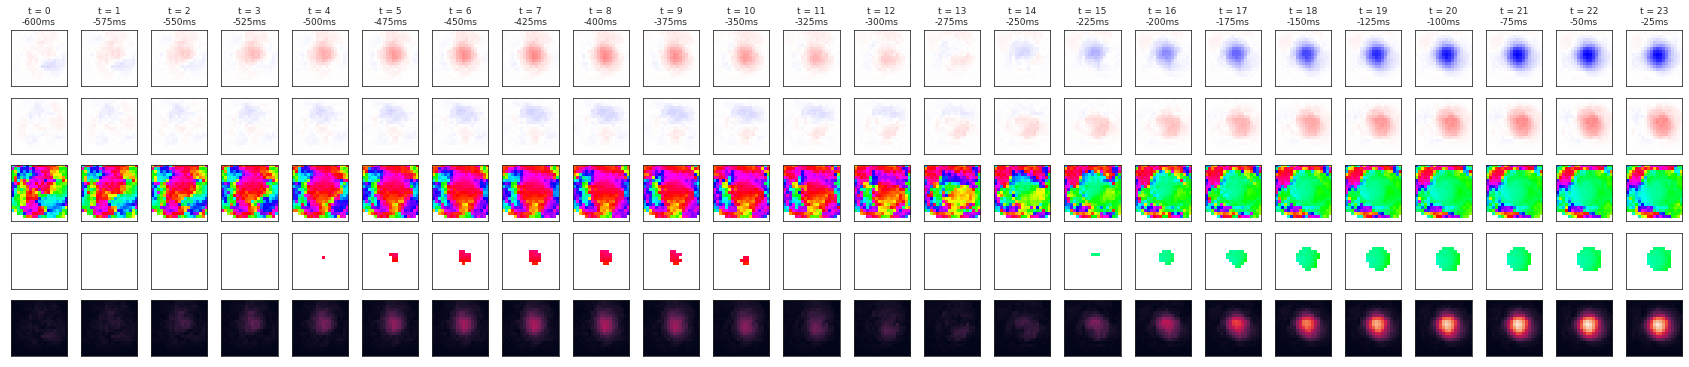 t = 0 t = 1 t = 2 t = 3 t = 4 t = 5 t = 6 t = 7 t = 8 t = 9 t = 10 t = 11 t = 12 t = 13 t = 14 t = 15 t = 16 t = 17 t = 18 t = 19 t = 20 t = 21 t = 22 t = 23
-600ms -575ms -550ms -525ms -500ms -475ms -450ms -425ms -400ms -375ms -350ms -325ms -300ms -275ms -250ms -225ms -200ms -175ms -150ms -125ms -100ms -75ms -50ms -25ms